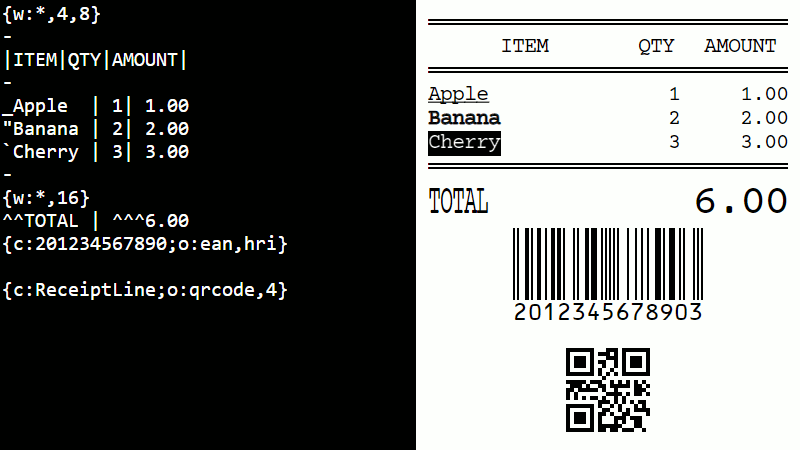 {w:*,4,8}
-
|ITEM|QTY|AMOUNT|
-
_Apple  | 1| 1.00
"Banana | 2| 2.00
`Cherry | 3| 3.00
-
{w:*,16}
^^TOTAL | ^^^6.00
{c:201234567890;o:ean,hri}
{c:ReceiptLine;o:qrcode,4}
ITEM QTY AMOUNT
Apple 1 1.00
Banana 2 2.00
Cherry 3 3.00
TOTAL 6.00
2012345678903